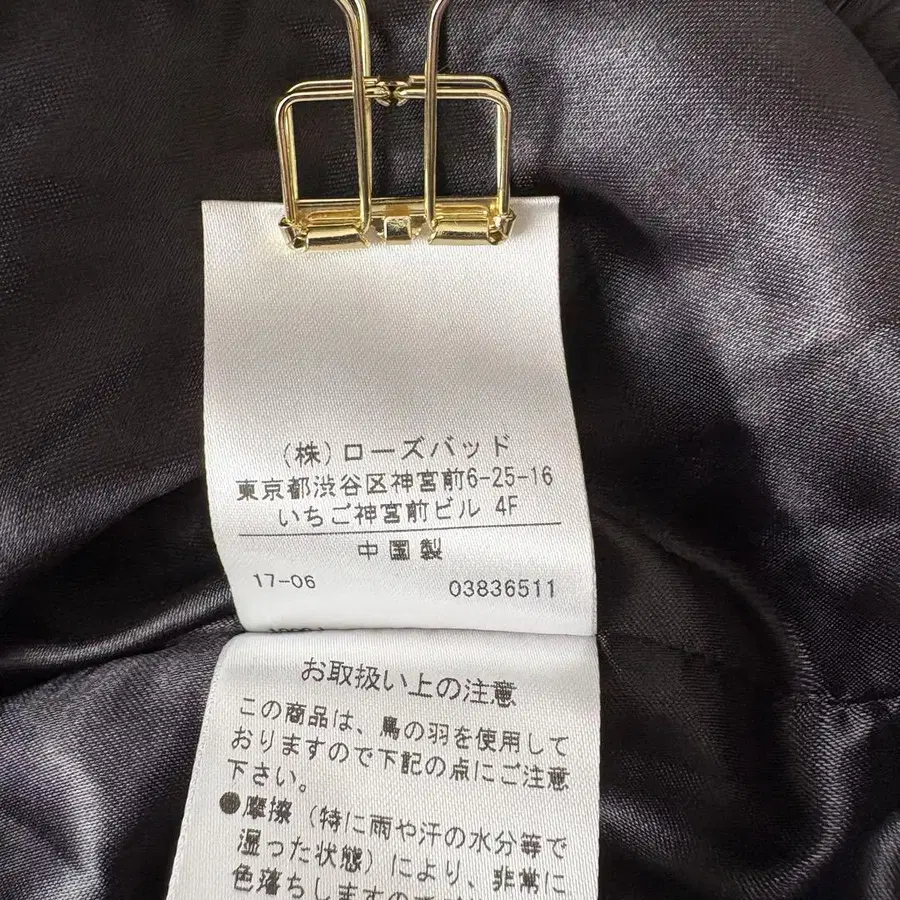 (株)ローズバッド
東京都渋谷区神宮前6-25-16
いちご神宮前ビル 4F
中国製
17-06 03836511
お取扱い上の注意
この商品は、鳥の羽を使用して
おりますので下記の点にご注意
下さい。
●摩擦(特に雨や汗の水分等で
湿った状態)により、非常に
色落ちしますので